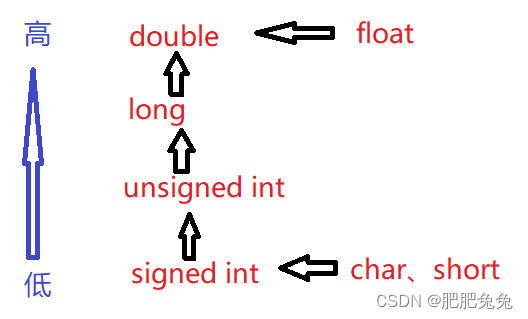 高 double float
long
unsigned int
低 signed int char、short
CSDN @肥肥兔兔